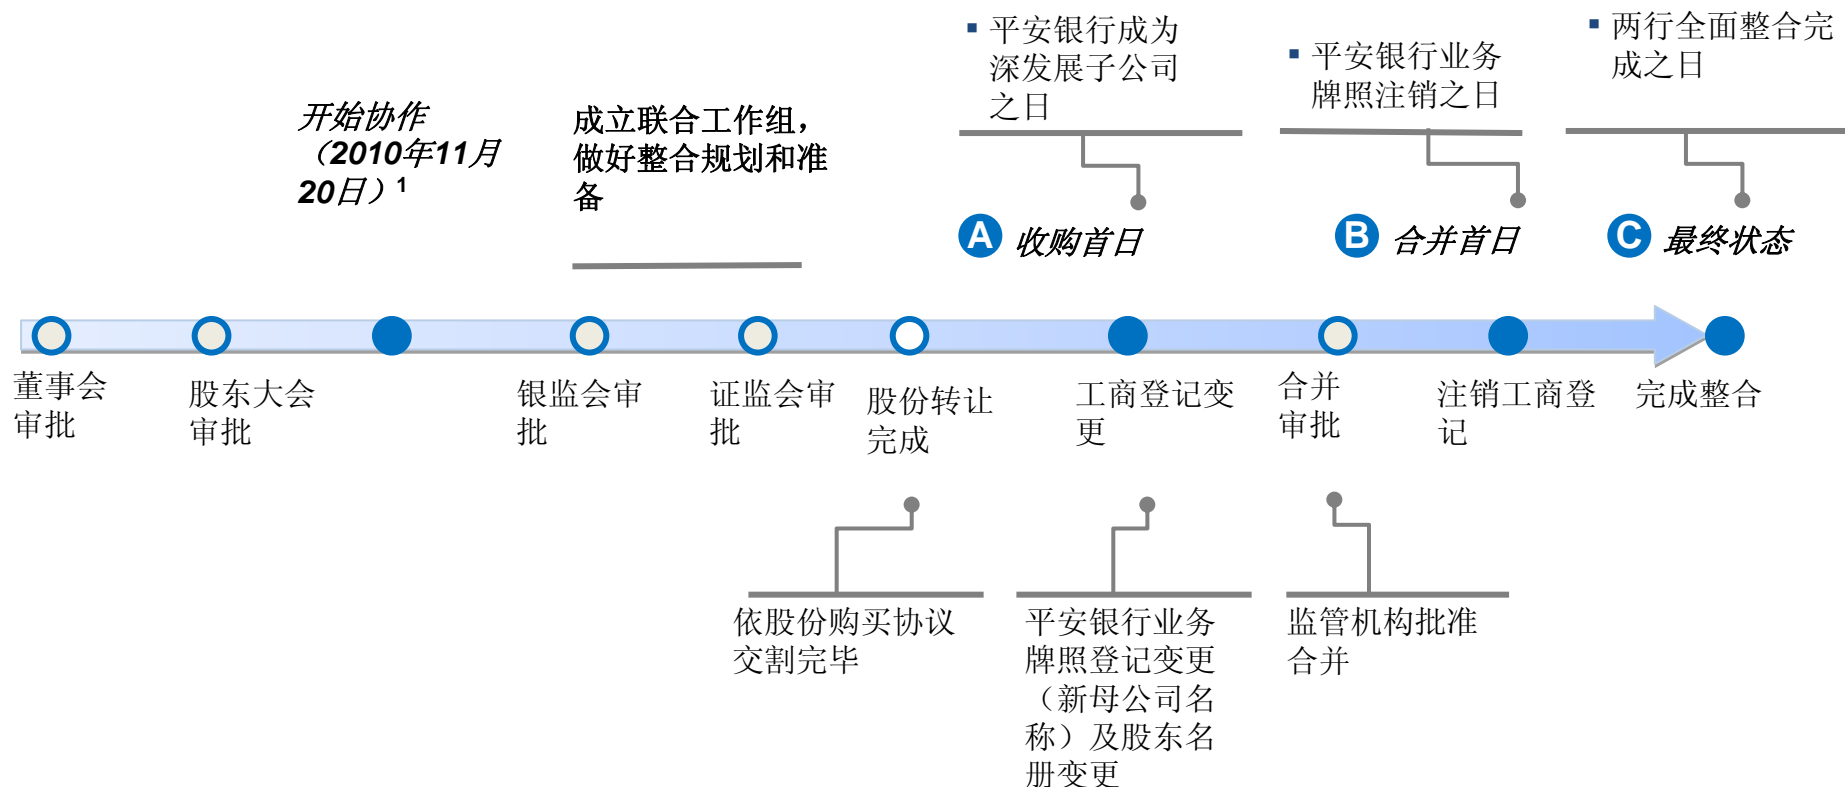 开始协作
（2010年11月
20日）1
成立联合工作组，
做好整合规划和准
备
▪ 平安银行成为
深发展子公司
之日
▪ 平安银行业务
牌照注销之日
▪ 两行全面整合完
成之日
A 收购首日
B 合并首日
C 最终状态
董事会
审批
股东大会
审批
银监会审
批
证监会审
批
股份转让
完成
工商登记变
更
合并
审批
注销工商登
记
完成整合
依股份购买协议
交割完毕
平安银行业务
牌照登记变更
（新母公司名
称）及股东名
册变更
监管机构批准
合并